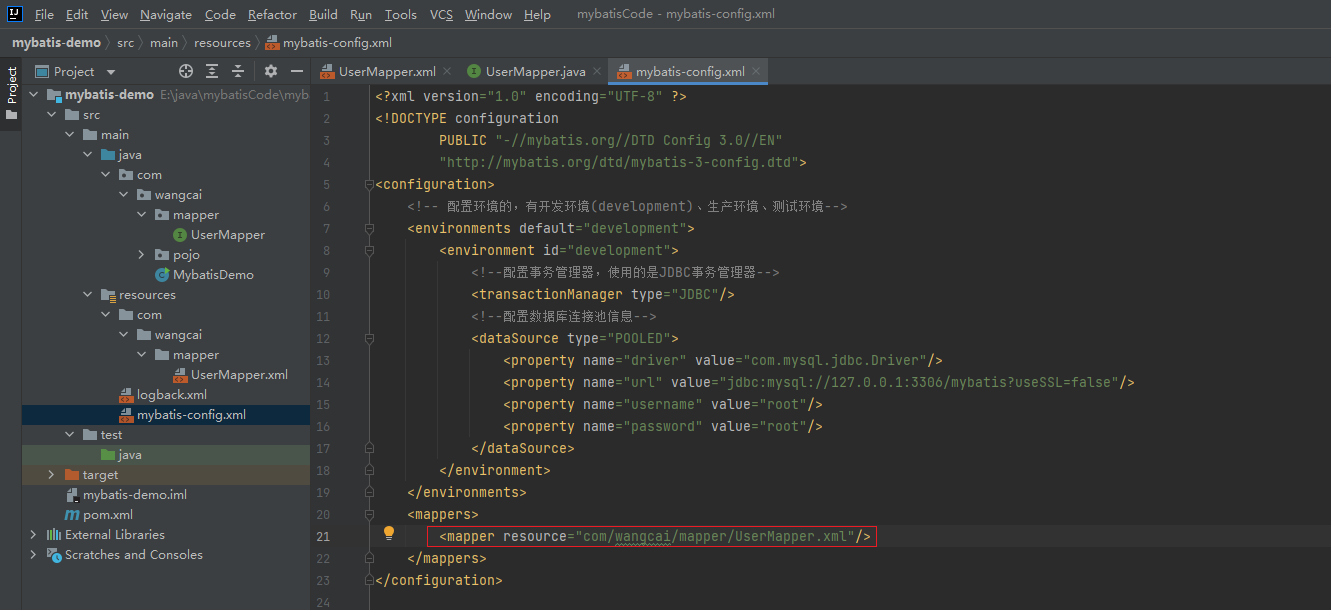 File Edit View Navigate Code Refactor Build Run Tools VCS Window Help mybatisCode - mybatis-config.xml
mybatis-demo src main resources mybatis-config.xml
Project
Project
UserMapper.xml UserMapper.java mybatis-config.xml
mybatis-demo E:\java\mybatisCode\myb
src
main
java
com
wangcai
mapper
UserMapper
pojo
MybatisDemo
resources
com
wangcai
mapper
UserMapper.xml
logback.xml
mybatis-config.xml
test
java
target
mybatis-demo.iml
pom.xml
External Libraries
Scratches and Consoles
1 <?xml version="1.0" encoding="UTF-8" ?>
2 <!DOCTYPE configuration
3 PUBLIC "-//mybatis.org//DTD Config 3.0//EN"
4 "http://mybatis.org/dtd/mybatis-3-config.dtd">
5 <configuration>
6 <!-- 配置环境的，有开发环境(development)、生产环境、测试环境-->
7 <environments default="development">
8 <environment id="development">
9 <!--配置事务管理器，使用的是JDBC事务管理器-->
10 <transactionManager type="JDBC"/>
11 <!--配置数据库连接池信息-->
12 <dataSource type="POOLED">
13 <property name="driver" value="com.mysql.jdbc.Driver"/>
14 <property name="url" value="jdbc:mysql://127.0.0.1:3306/mybatis?useSSL=false"/>
15 <property name="username" value="root"/>
16 <property name="password" value="root"/>
17 </dataSource>
18 </environment>
19 </environments>
20 <mappers>
21 <mapper resource="com/wangcai/mapper/UserMapper.xml"/>
22 </mappers>
23 </configuration>
24